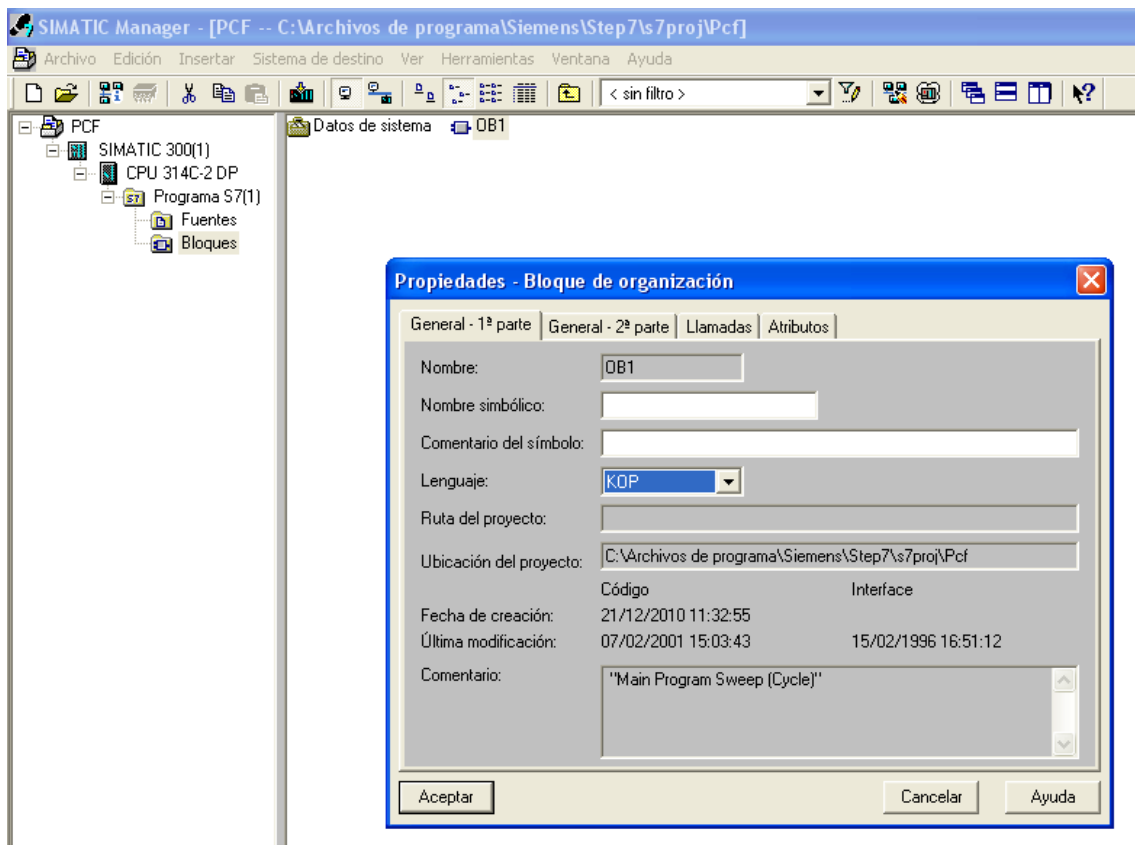 SIMATIC Manager - [PCF -- C:\Archivos de programa\Siemens\Step7\s7proj\Pcf]
Archivo Edición Insertar Sistema de destino Ver Herramientas Ventana Ayuda
< sin filtro >
PCF
SIMATIC 300(1)
CPU 314C-2 DP
Programa S7(1)
Fuentes
Bloques
Datos de sistema OB1
Propiedades - Bloque de organización
General - 1ª parte General - 2ª parte Llamadas Atributos
Nombre: OB1
Nombre simbólico:
Comentario del símbolo:
Lenguaje: KOP
Ruta del proyecto:
Ubicación del proyecto: C:\Archivos de programa\Siemens\Step7\s7proj\Pcf
Código Interface
Fecha de creación: 21/12/2010 11:32:55
Última modificación: 07/02/2001 15:03:43 15/02/1996 16:51:12
Comentario: "Main Program Sweep (Cycle)"
Aceptar Cancelar Ayuda